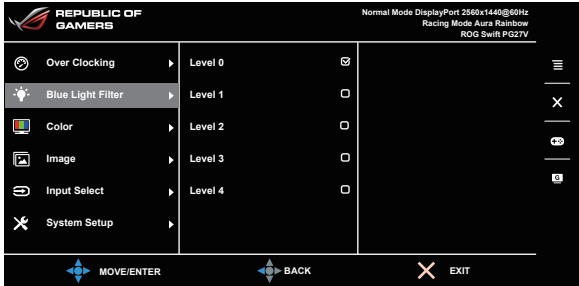 REPUBLIC OF
GAMERS
Normal Mode DisplayPort 2560x1440@60Hz
Racing Mode Aura Rainbow
ROG Swift PG27V
Over Clocking
Level 0
Blue Light Filter
Level 1
Color
Level 2
Image
Level 3
Input Select
Level 4
System Setup
G
MOVE/ENTER
BACK
EXIT